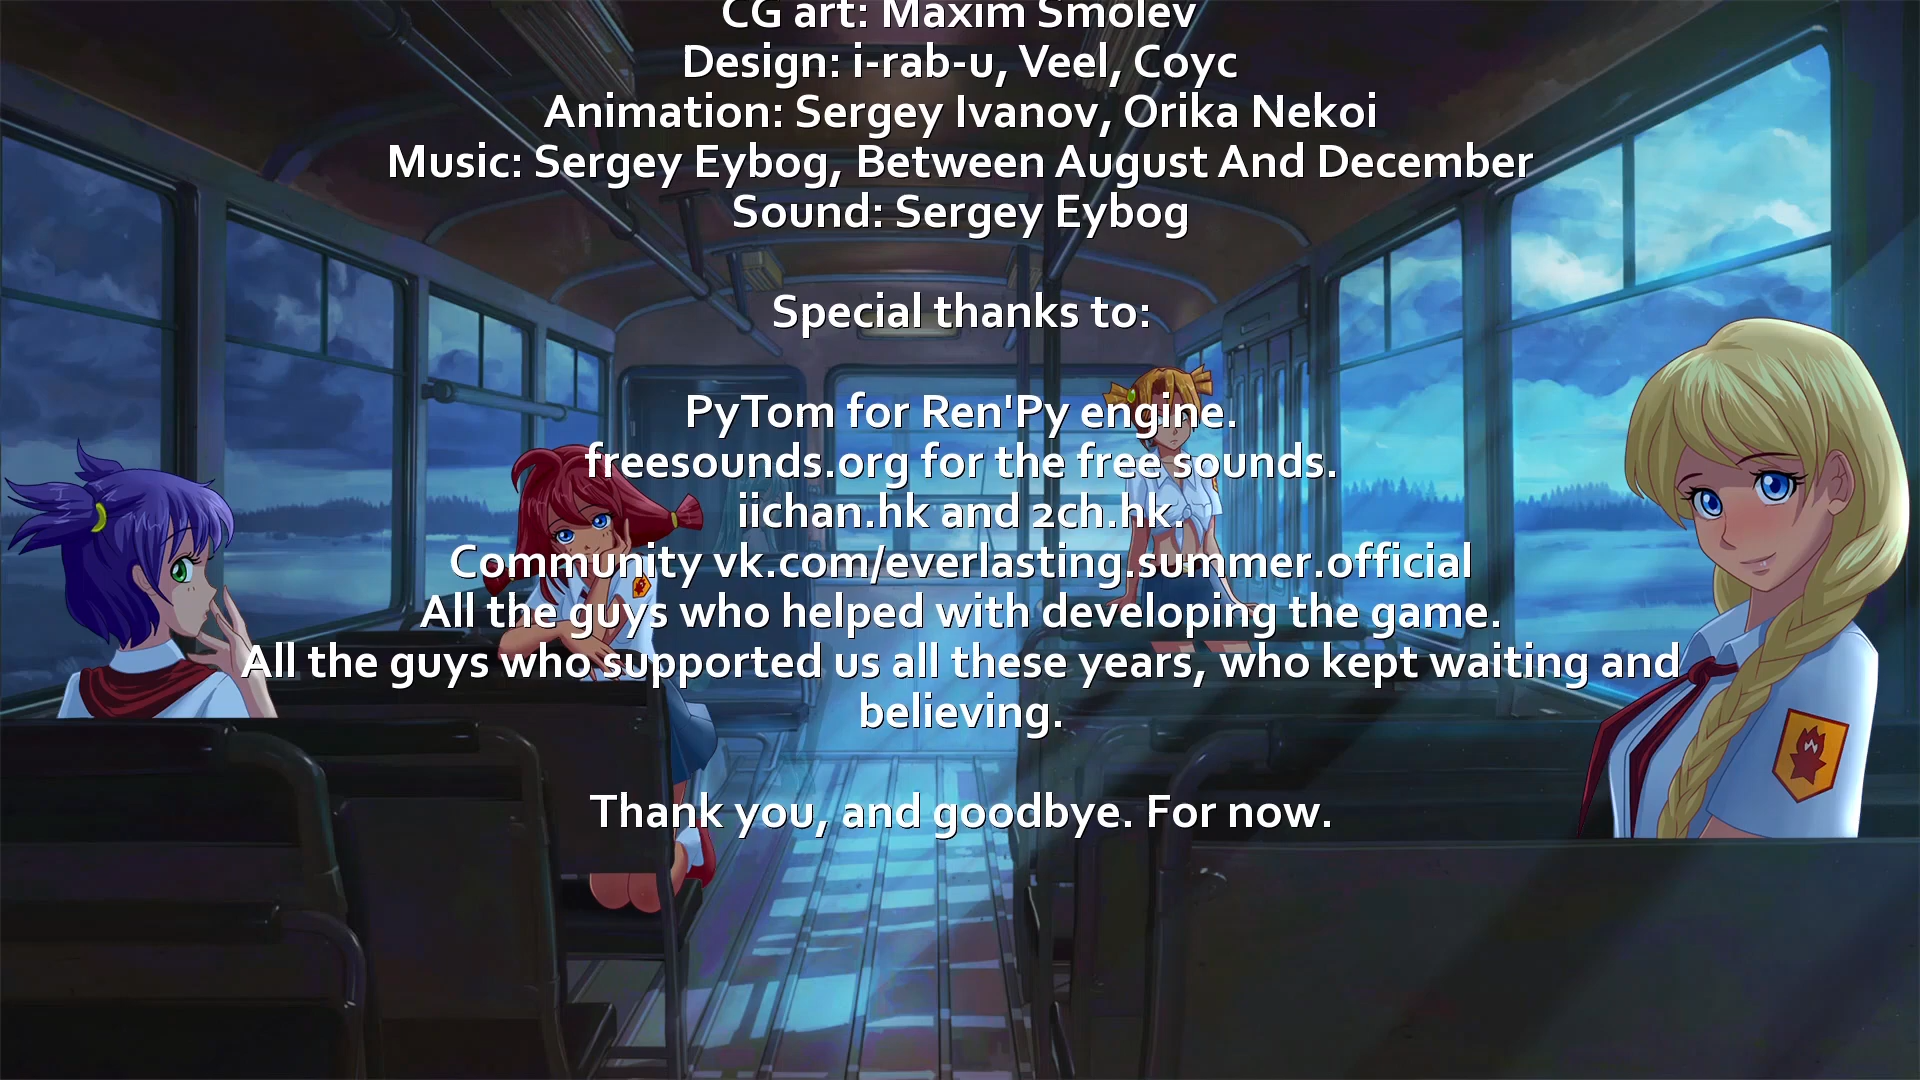 CG art: Maxim Smolev
Design: i-rab-u, Veel, Coyc
Animation: Sergey Ivanov, Orika Nekoi
Music: Sergey Eybog, Between August And December
Sound: Sergey Eybog
Special thanks to:
PyTom for Ren'Py engine.
freesounds.org for the free sounds.
iichan.hk and 2ch.hk.
Community vk.com/everlasting.summer.official
All the guys who helped with developing the game.
All the guys who supported us all these years, who kept waiting and
believing.
Thank you, and goodbye. For now.